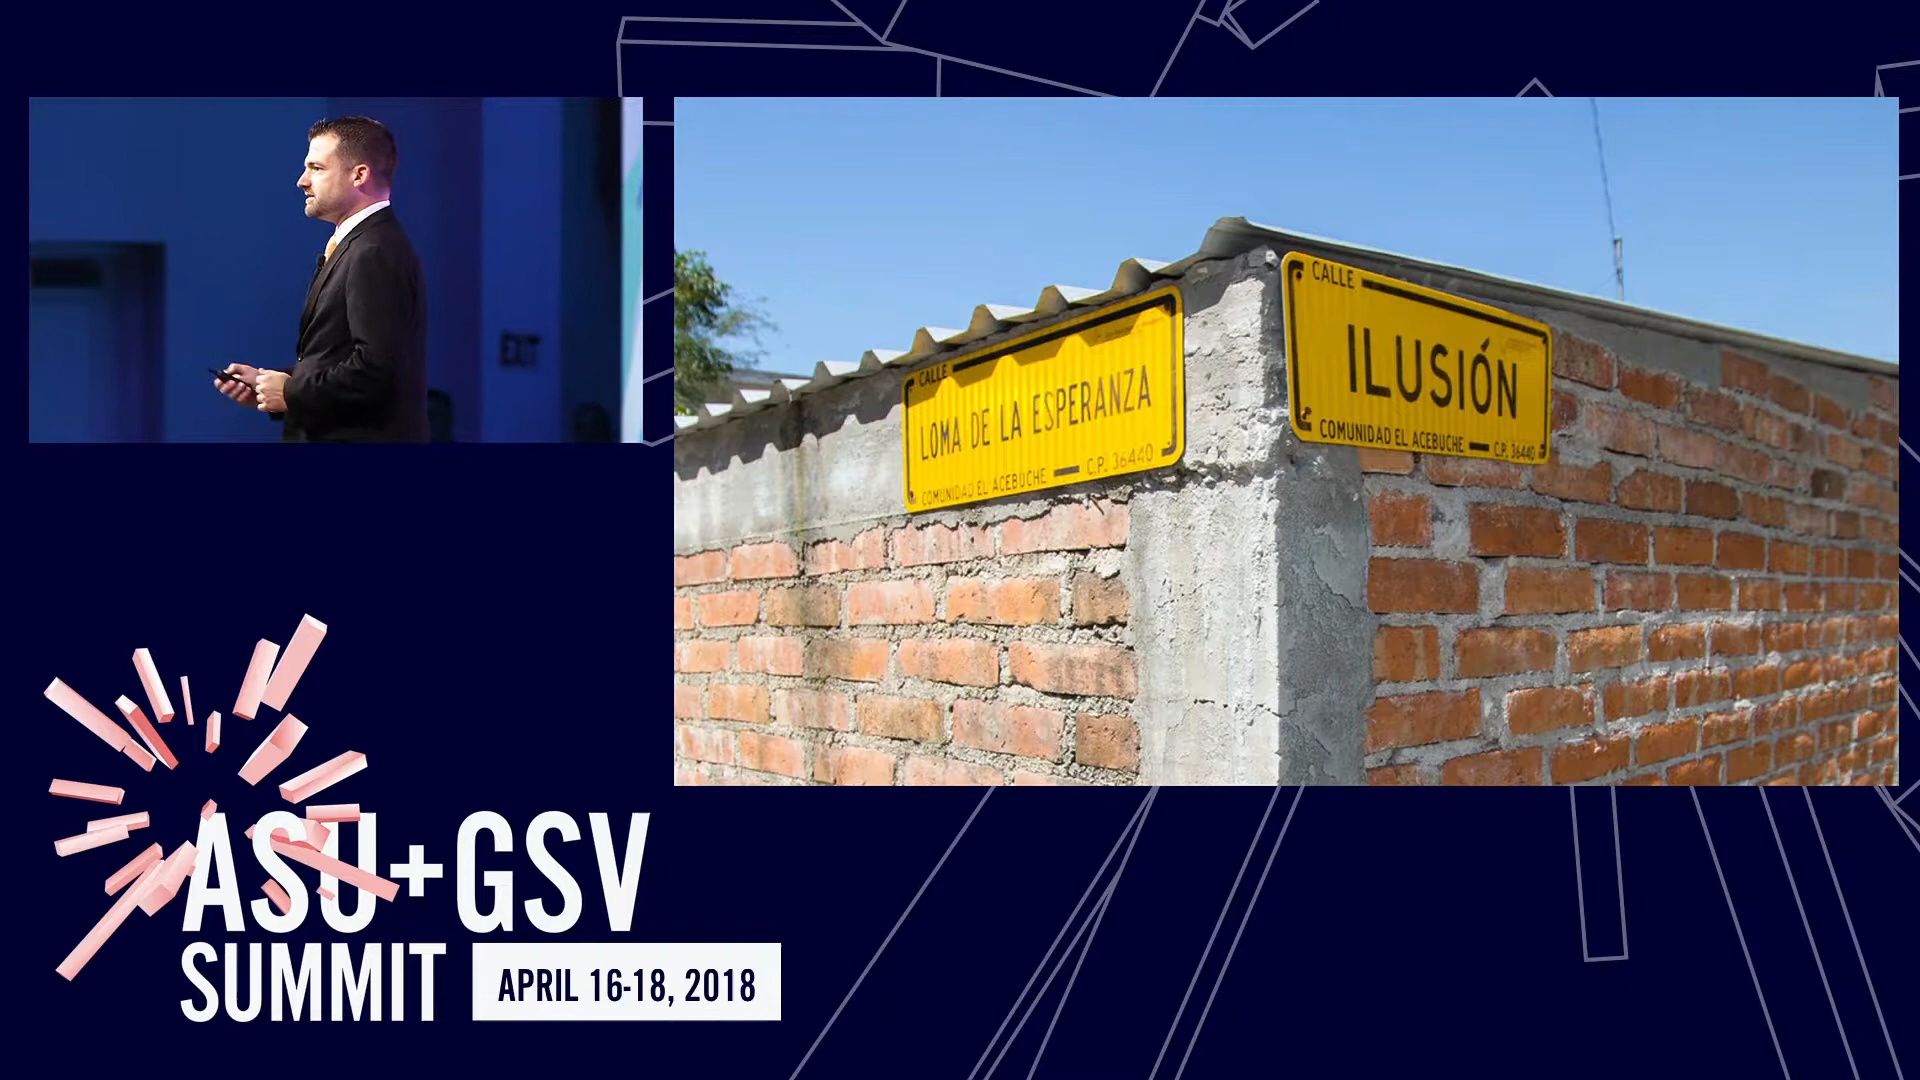 EXIT
CALLE
LOMA DE LA ESPERANZA
COMUNIDAD EL ACEBUCHE — C.P. 36440
CALLE
ILUSIÓN
COMUNIDAD EL ACEBUCHE — C.P. 36440
ASU+GSV
SUMMIT
APRIL 16-18, 2018